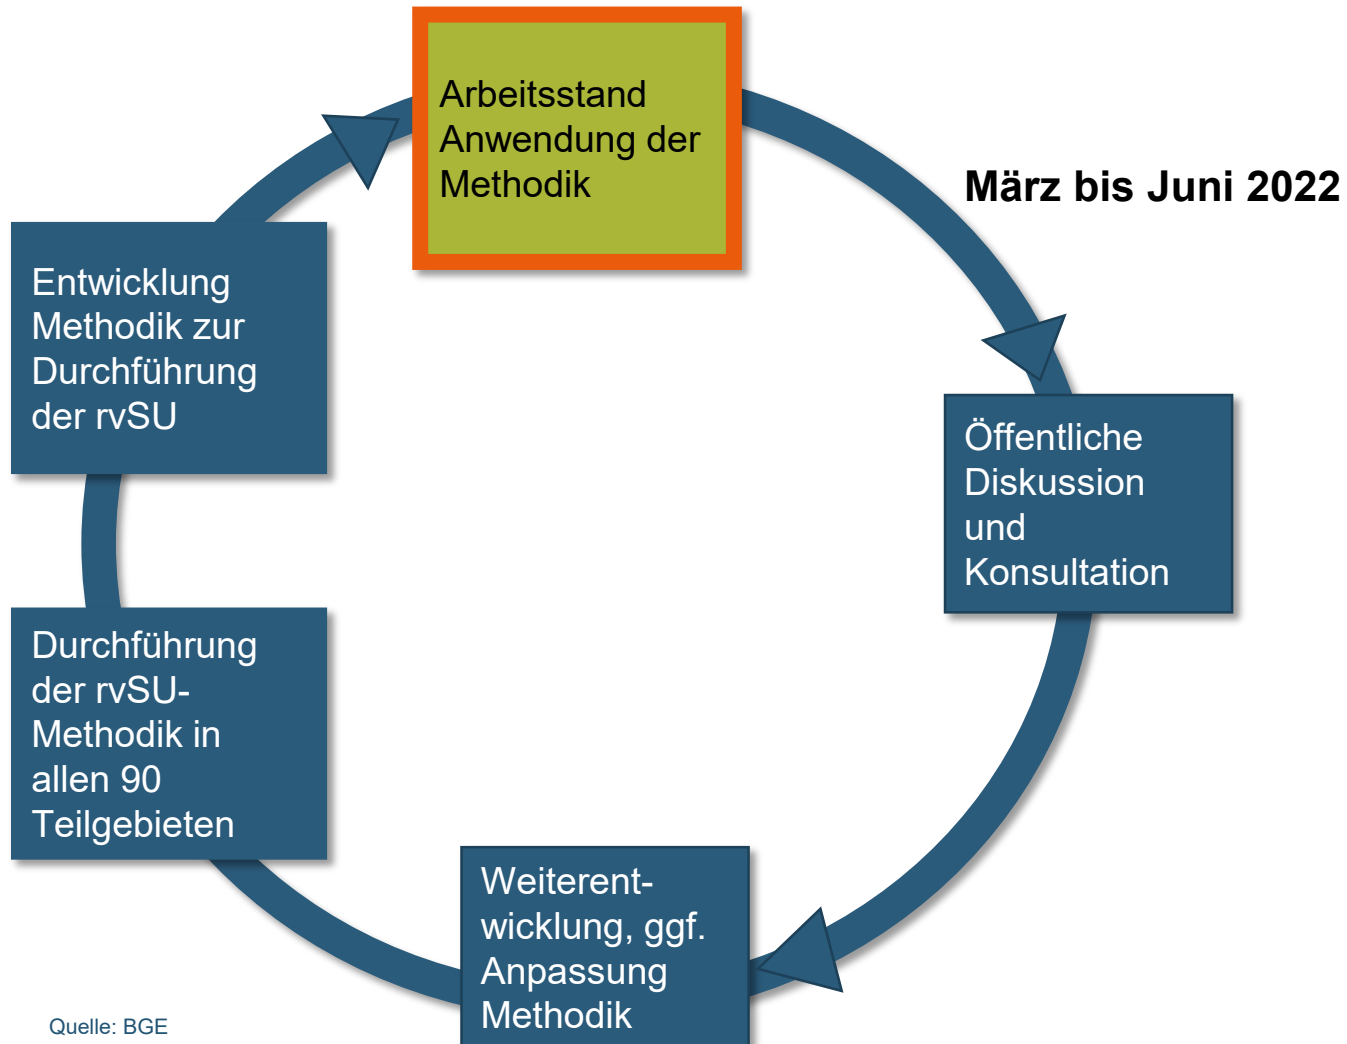 Arbeitsstand
Anwendung der
Methodik
März bis Juni 2022
Entwicklung
Methodik zur
Durchführung
der rvSU
Öffentliche
Diskussion
und
Konsultation
Durchführung
der rvSU-
Methodik in
allen 90
Teilgebieten
Weiterent-
wicklung, ggf.
Anpassung
Methodik
Quelle: BGE